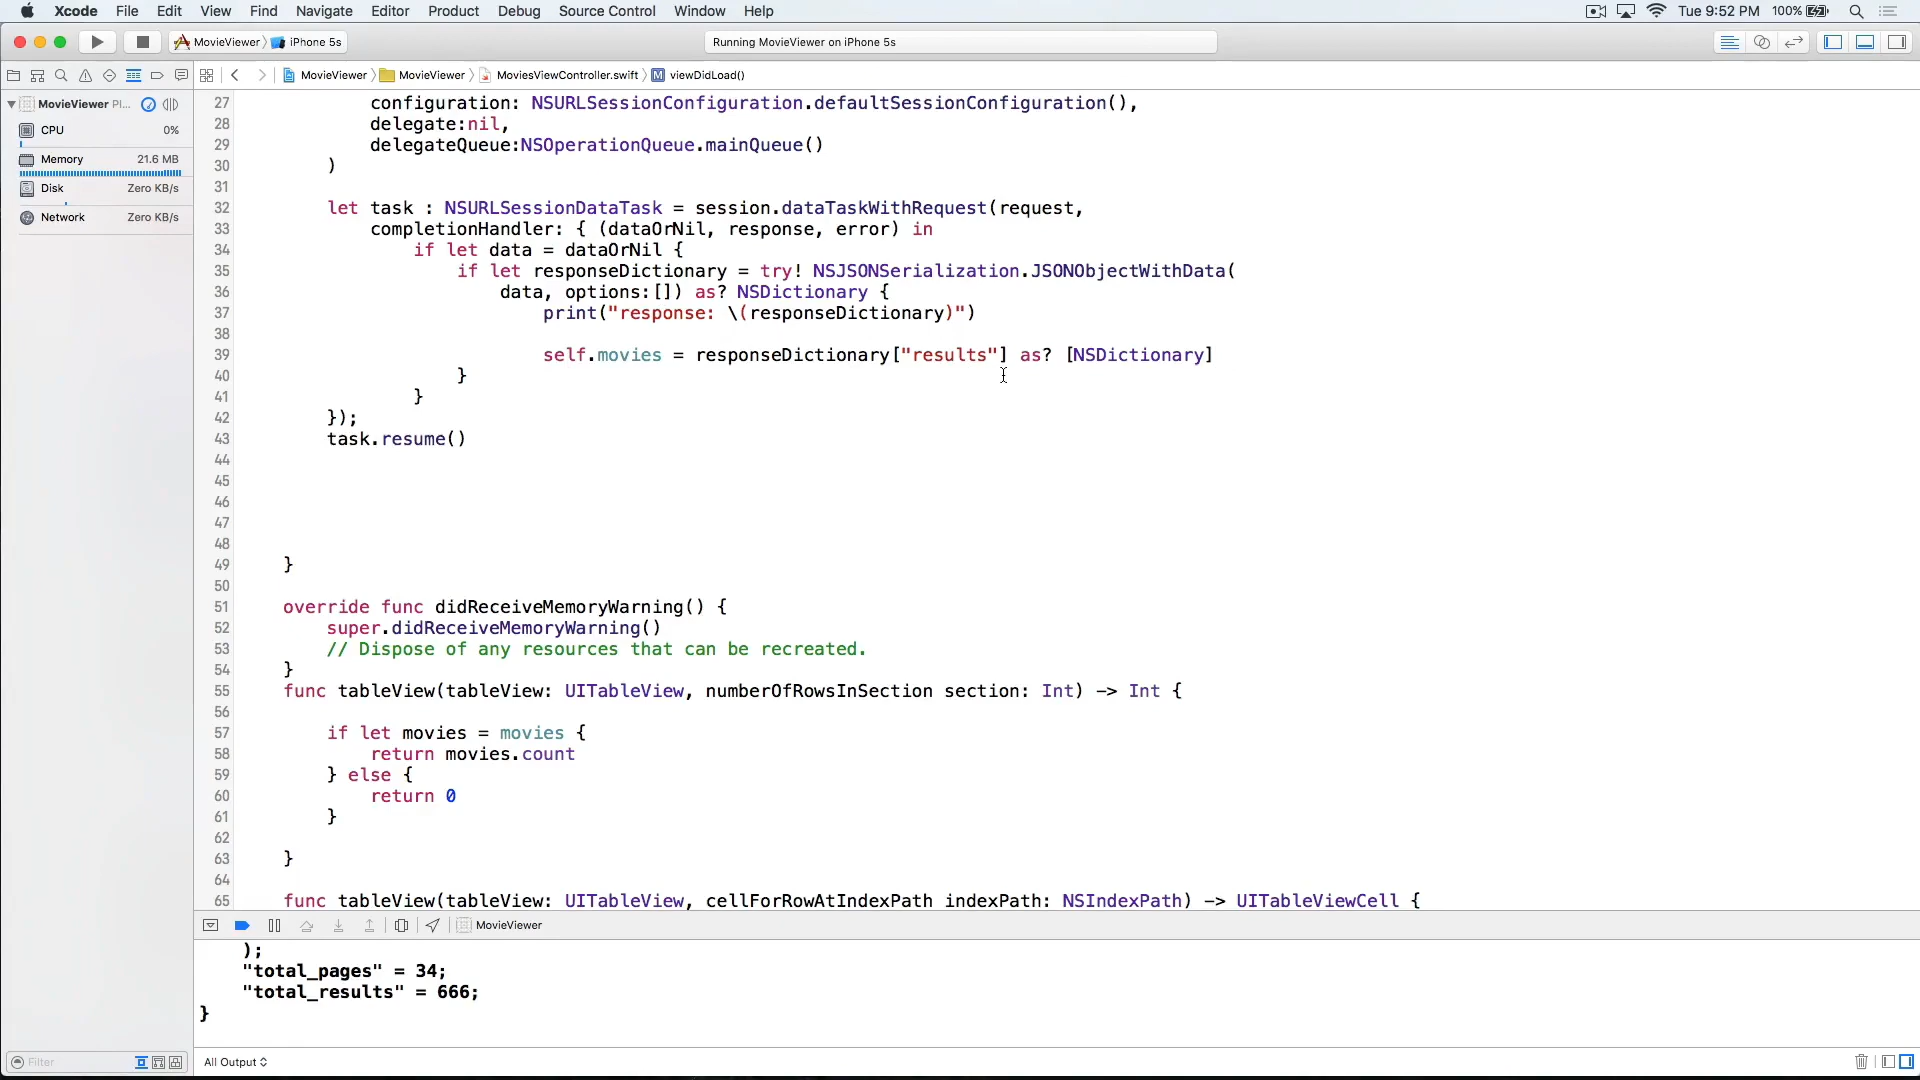 Xcode File Edit View Find Navigate Editor Product Debug Source Control Window Help Tue 9:52 PM 100%
MovieViewer iPhone 5s Running MovieViewer on iPhone 5s
MovieViewer MovieViewer MoviesViewController.swift M viewDidLoad()
MovieViewer Pl...
CPU 0%
Memory 21.6 MB
Disk Zero KB/s
Network Zero KB/s
27 configuration: NSURLSessionConfiguration.defaultSessionConfiguration(),
28 delegate:nil,
29 delegateQueue:NSOperationQueue.mainQueue()
30 )
31
32 let task : NSURLSessionDataTask = session.dataTaskWithRequest(request,
33 completionHandler: { (dataOrNil, response, error) in
34 if let data = dataOrNil {
35 if let responseDictionary = try! NSJSONSerialization.JSONObjectWithData(
36 data, options:[]) as? NSDictionary {
37 print("response: \(responseDictionary)")
38
39 self.movies = responseDictionary["results"] as? [NSDictionary]
40 }
41 }
42 });
43 task.resume()
44
45
46
47
48
49 }
50
51 override func didReceiveMemoryWarning() {
52 super.didReceiveMemoryWarning()
53 // Dispose of any resources that can be recreated.
54 }
55 func tableView(tableView: UITableView, numberOfRowsInSection section: Int) -> Int {
56
57 if let movies = movies {
58 return movies.count
59 } else {
60 return 0
61 }
62
63 }
64
65 func tableView(tableView: UITableView, cellForRowAtIndexPath indexPath: NSIndexPath) -> UITableViewCell {
MovieViewer
);
"total_pages" = 34;
"total_results" = 666;
}
Filter
All Output